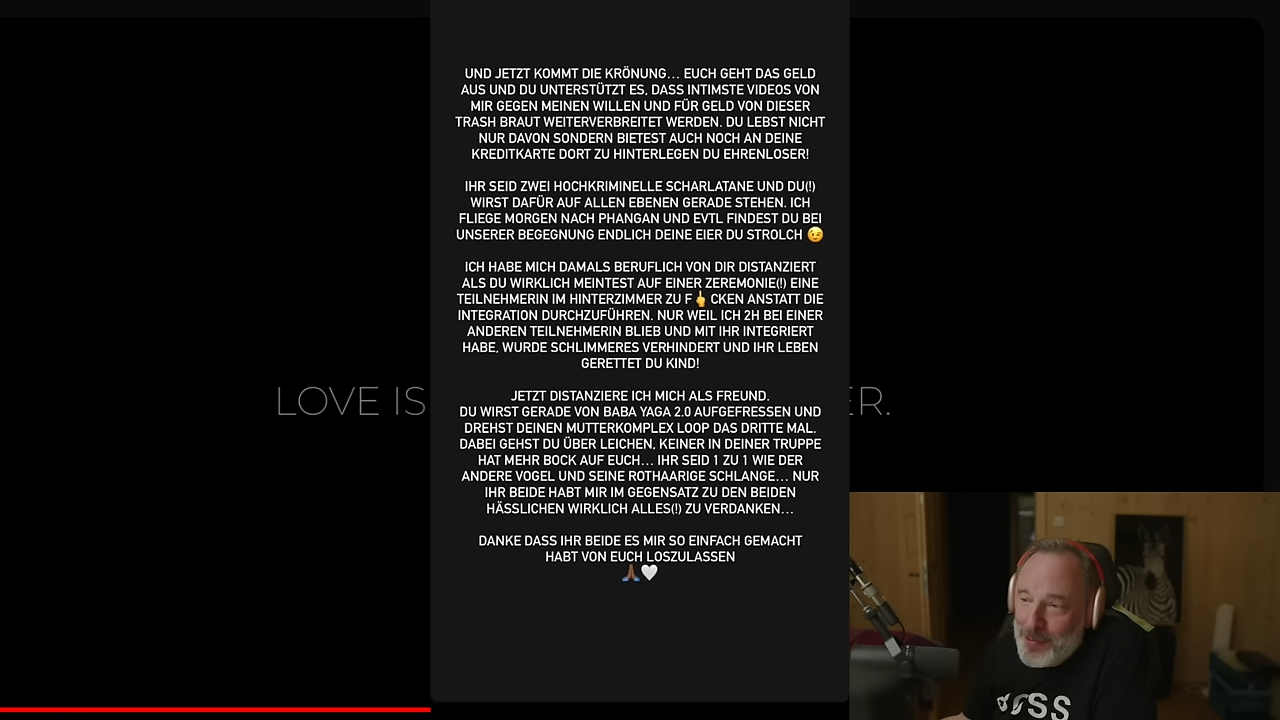 UND JETZT KOMMT DIE KRÖNUNG... EUCH GEHT DAS GELD
AUS UND DU UNTERSTÜTZT ES, DASS INTIMSTE VIDEOS VON
MIR GEGEN MEINEN WILLEN UND FÜR GELD VON DIESER
TRASH BRAUT WEITERVERBREITET WERDEN. DU LEBST NICHT
NUR DAVON SONDERN BIETEST AUCH NOCH AN DEINE
KREDITKARTE DORT ZU HINTERLEGEN DU EHRENLOSER!
IHR SEID ZWEI HOCHKRIMINELLE SCHARLATANE UND DU(!)
WIRST DAFÜR AUF ALLEN EBENEN GERADE STEHEN. ICH
FLIEGE MORGEN NACH PHANGAN UND EVTL FINDEST DU BEI
UNSERER BEGEGNUNG ENDLICH DEINE EIER DU STROLCH 😉
ICH HABE MICH DAMALS BERUFLICH VON DIR DISTANZIERT
ALS DU WIRKLICH MEINTEST AUF EINER ZEREMONIE(!) EINE
TEILNEHMERIN IM HINTERZIMMER ZU F🖕CKEN ANSTATT DIE
INTEGRATION DURCHZUFÜHREN. NUR WEIL ICH 2H BEI EINER
ANDEREN TEILNEHMERIN BLIEB UND MIT IHR INTEGRIERT
HABE, WURDE SCHLIMMERES VERHINDERT UND IHR LEBEN
GERETTET DU KIND!
JETZT DISTANZIERE ICH MICH ALS FREUND.
DU WIRST GERADE VON BABA YAGA 2.0 AUFGEFRESSEN UND
DREHST DEINEN MUTTERKOMPLEX LOOP DAS DRITTE MAL.
DABEI GEHST DU ÜBER LEICHEN, KEINER IN DEINER TRUPPE
HAT MEHR BOCK AUF EUCH... IHR SEID 1 ZU 1 WIE DER
ANDERE VOGEL UND SEINE ROTHAARIGE SCHLANGE... NUR
IHR BEIDE HABT MIR IM GEGENSATZ ZU DEN BEIDEN
HÄSSLICHEN WIRKLICH ALLES(!) ZU VERDANKEN...
DANKE DASS IHR BEIDE ES MIR SO EINFACH GEMACHT
HABT VON EUCH LOSZULASSEN
🙏🏾🤍
LOVE IS ER.